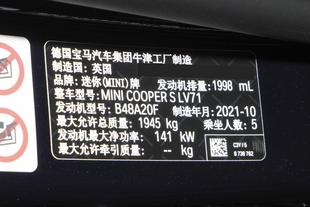 德国宝马汽车集团牛津工厂制造
制造国：英国
品牌：迷你(MINI)牌 发动机排量：1998 mL
整车型号：MINI COOPER S LV71
发动机型号：B48A20F 制造年月：2021-10
最大允许总质量：1945 kg 乘坐人数：5
发动机最大净功率：141 kW
最大允许牵引质量：-- kg
C3Y / 6
9 738 762